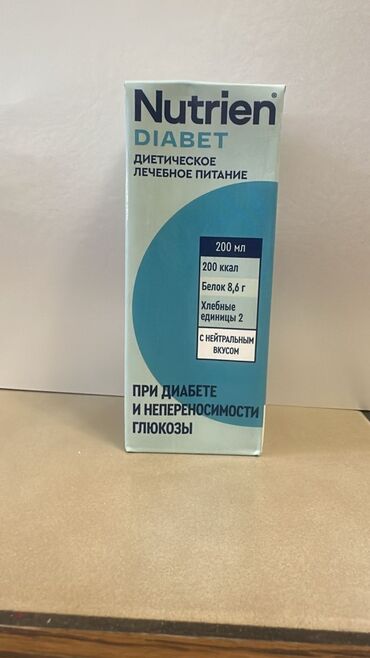 Nutrien®
DIABET
ДИЕТИЧЕСКОЕ
ЛЕЧЕБНОЕ ПИТАНИЕ
200 мл
200 ккал
Белок 8,6 г
Хлебные
единицы 2
С НЕЙТРАЛЬНЫМ
ВКУСОМ
ПРИ ДИАБЕТЕ
И НЕПЕРЕНОСИМОСТИ
ГЛЮКОЗЫ